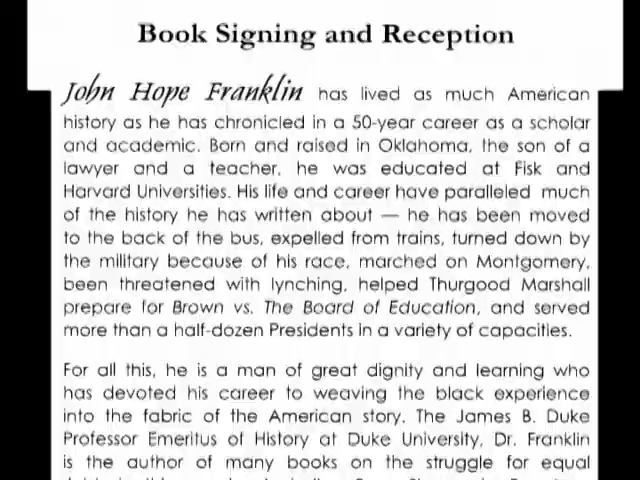 Book Signing and Reception
John Hope Franklin has lived as much American
history as he has chronicled in a 50-year career as a scholar
and academic. Born and raised in Oklahoma, the son of a
lawyer and a teacher, he was educated at Fisk and
Harvard Universities. His life and career have paralleled much
of the history he has written about — he has been moved
to the back of the bus, expelled from trains, turned down by
the military because of his race, marched on Montgomery,
been threatened with lynching, helped Thurgood Marshall
prepare for Brown vs. The Board of Education, and served
more than a half-dozen Presidents in a variety of capacities.
For all this, he is a man of great dignity and learning who
has devoted his career to weaving the black experience
into the fabric of the American story. The James B. Duke
Professor Emeritus of History at Duke University, Dr. Franklin
is the author of many books on the struggle for equal